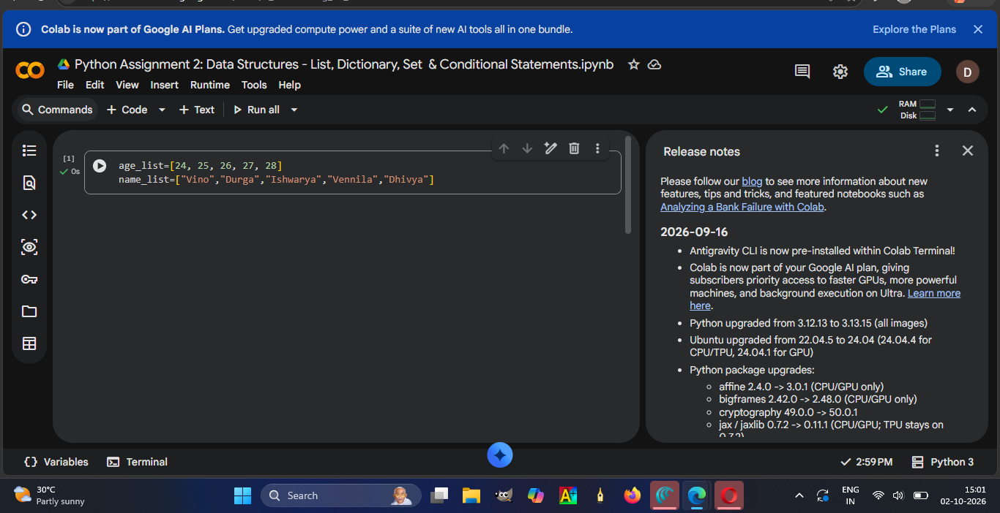 Colab is now part of Google AI Plans. Get upgraded compute power and a suite of new AI tools all in one bundle.
Explore the Plans
Python Assignment 2: Data Structures - List, Dictionary, Set & Conditional Statements.ipynb
Share
D
File Edit View Insert Runtime Tools Help
Commands + Code + Text Run all
RAM
Disk
[1]
0s
age_list=[24, 25, 26, 27, 28]
name_list=["Vino","Durga","Ishwarya","Vennila","Dhivya"]
Release notes
Please follow our blog to see more information about new
features, tips and tricks, and featured notebooks such as
Analyzing a Bank Failure with Colab.
2026-09-16
Antigravity CLI is now pre-installed within Colab Terminal!
Colab is now part of your Google AI plan, giving
subscribers priority access to faster GPUs, more powerful
machines, and background execution on Ultra. Learn more
here.
Python upgraded from 3.12.13 to 3.13.15 (all images)
Ubuntu upgraded from 22.04.5 to 24.04 (24.04.4 for
CPU/TPU, 24.04.1 for GPU)
Python package upgrades:
affine 2.4.0 -> 3.0.1 (CPU/GPU only)
bigframes 2.42.0 -> 2.48.0 (CPU/GPU only)
cryptography 49.0.0 -> 50.0.1
jax / jaxlib 0.7.2 -> 0.11.1 (CPU/GPU; TPU stays on
0.7.2)
{} Variables Terminal
2:59 PM Python 3
30°C
Partly sunny
Search
ENG
IN
15:01
02-10-2026